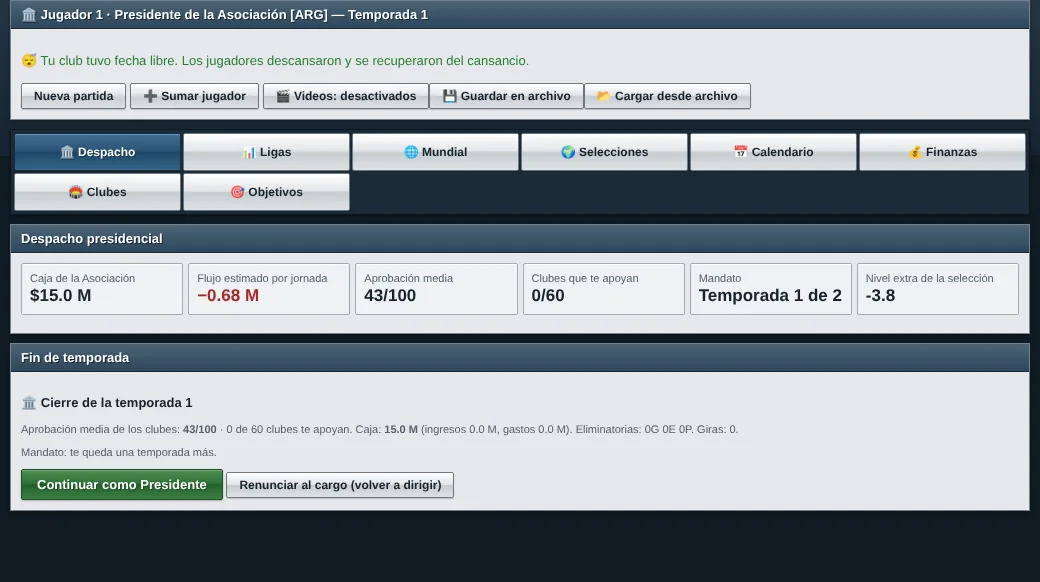 🏛️ Jugador 1 · Presidente de la Asociación [ARG] — Temporada 1
😴 Tu club tuvo fecha libre. Los jugadores descansaron y se recuperaron del cansancio.
Nueva partida ➕ Sumar jugador 🎬 Videos: desactivados 💾 Guardar en archivo 📂 Cargar desde archivo
🏛️ Despacho 📊 Ligas 🌐 Mundial 🌍 Selecciones 📅 Calendario 💰 Finanzas
🏟️ Clubes 🎯 Objetivos
Despacho presidencial
Caja de la Asociación Flujo estimado por jornada Aprobación media Clubes que te apoyan Mandato Nivel extra de la selección
$15.0 M −0.68 M 43/100 0/60 Temporada 1 de 2 -3.8
Fin de temporada
🏛️ Cierre de la temporada 1
Aprobación media de los clubes: 43/100 · 0 de 60 clubes te apoyan. Caja: 15.0 M (ingresos 0.0 M, gastos 0.0 M). Eliminatorias: 0G 0E 0P. Giras: 0.
Mandato: te queda una temporada más.
Continuar como Presidente Renunciar al cargo (volver a dirigir)